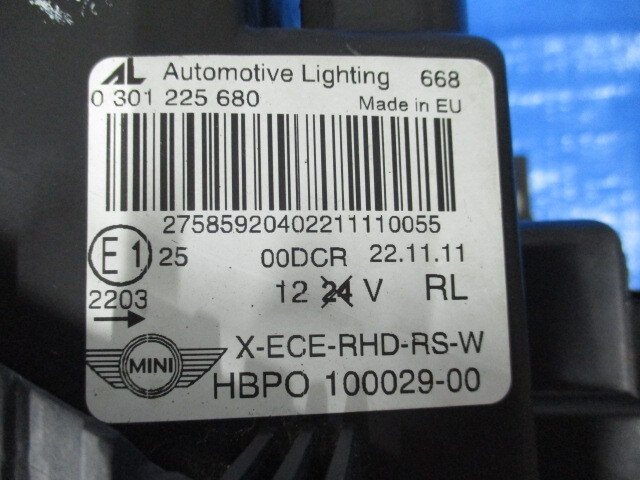 AL Automotive Lighting 668
0 301 225 680 Made in EU
27585920402211110055
E1 25 00DCR 22.11.11
2203 12 24 V RL
MINI X-ECE-RHD-RS-W
HBPO 100029-00